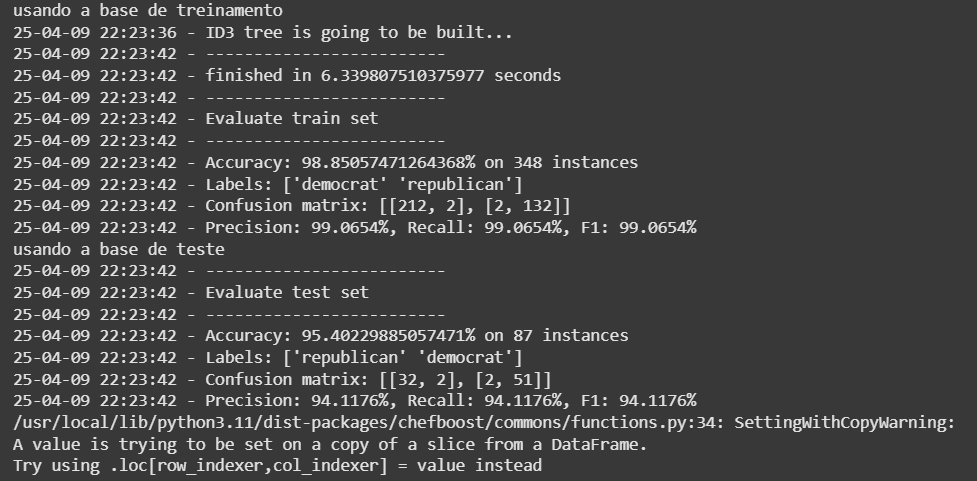 usando a base de treinamento
25-04-09 22:23:36 - ID3 tree is going to be built...
25-04-09 22:23:42 - -------------------------
25-04-09 22:23:42 - finished in 6.339807510375977 seconds
25-04-09 22:23:42 - -------------------------
25-04-09 22:23:42 - Evaluate train set
25-04-09 22:23:42 - -------------------------
25-04-09 22:23:42 - Accuracy: 98.85057471264368% on 348 instances
25-04-09 22:23:42 - Labels: ['democrat' 'republican']
25-04-09 22:23:42 - Confusion matrix: [[212, 2], [2, 132]]
25-04-09 22:23:42 - Precision: 99.0654%, Recall: 99.0654%, F1: 99.0654%
usando a base de teste
25-04-09 22:23:42 - -------------------------
25-04-09 22:23:42 - Evaluate test set
25-04-09 22:23:42 - -------------------------
25-04-09 22:23:42 - Accuracy: 95.40229885057471% on 87 instances
25-04-09 22:23:42 - Labels: ['republican' 'democrat']
25-04-09 22:23:42 - Confusion matrix: [[32, 2], [2, 51]]
25-04-09 22:23:42 - Precision: 94.1176%, Recall: 94.1176%, F1: 94.1176%
/usr/local/lib/python3.11/dist-packages/chefboost/commons/functions.py:34: SettingWithCopyWarning:
A value is trying to be set on a copy of a slice from a DataFrame.
Try using .loc[row_indexer,col_indexer] = value instead